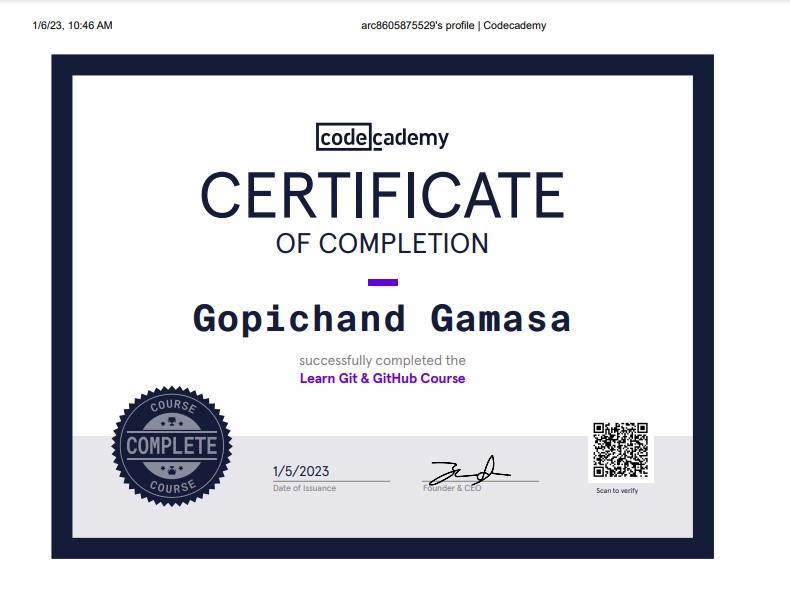 1/6/23, 10:46 AM
arc8605875529's profile | Codecademy
codecademy
CERTIFICATE
OF COMPLETION
Gopichand Gamasa
successfully completed the
Learn Git & GitHub Course
COURSE
COMPLETE
COURSE
1/5/2023
Date of Issuance
Founder & CEO
Scan to verify